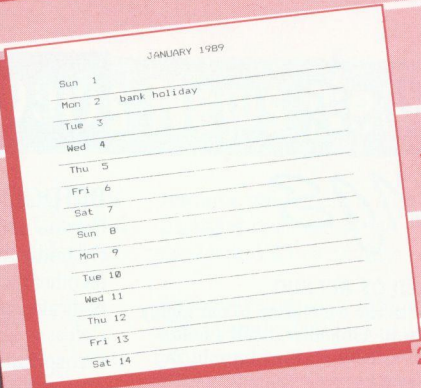 JANUARY 1989
Sun 1
Mon 2 bank holiday
Tue 3
Wed 4
Thu 5
Fri 6
Sat 7
Sun 8
Mon 9
Tue 10
Wed 11
Thu 12
Fri 13
Sat 14